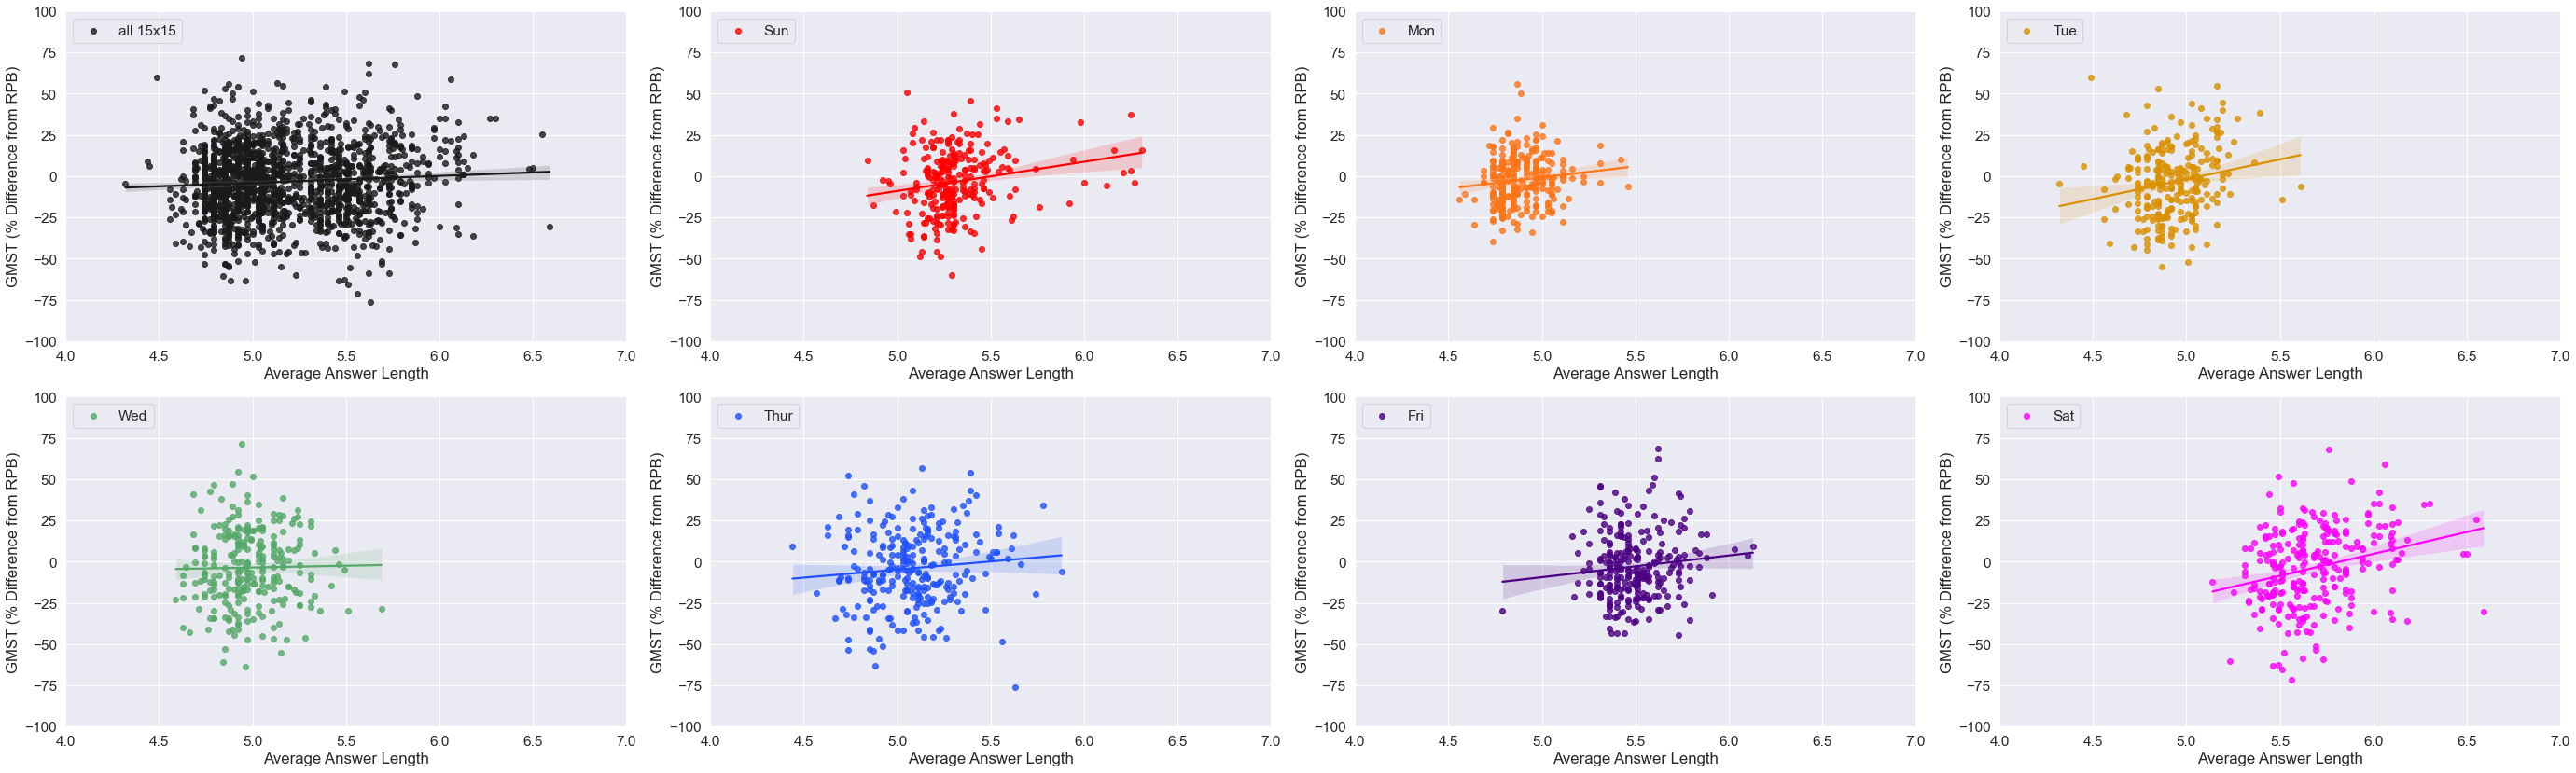 all 15x15
GMST (% Difference from RPB)
100
75
50
25
0
−25
−50
−75
−100
4.0 4.5 5.0 5.5 6.0 6.5 7.0
Average Answer Length
Sun
GMST (% Difference from RPB)
100
75
50
25
0
−25
−50
−75
−100
4.0 4.5 5.0 5.5 6.0 6.5 7.0
Average Answer Length
Mon
GMST (% Difference from RPB)
100
75
50
25
0
−25
−50
−75
−100
4.0 4.5 5.0 5.5 6.0 6.5 7.0
Average Answer Length
Tue
GMST (% Difference from RPB)
100
75
50
25
0
−25
−50
−75
−100
4.0 4.5 5.0 5.5 6.0 6.5 7.0
Average Answer Length
Wed
GMST (% Difference from RPB)
100
75
50
25
0
−25
−50
−75
−100
4.0 4.5 5.0 5.5 6.0 6.5 7.0
Average Answer Length
Thur
GMST (% Difference from RPB)
100
75
50
25
0
−25
−50
−75
−100
4.0 4.5 5.0 5.5 6.0 6.5 7.0
Average Answer Length
Fri
GMST (% Difference from RPB)
100
75
50
25
0
−25
−50
−75
−100
4.0 4.5 5.0 5.5 6.0 6.5 7.0
Average Answer Length
Sat
GMST (% Difference from RPB)
100
75
50
25
0
−25
−50
−75
−100
4.0 4.5 5.0 5.5 6.0 6.5 7.0
Average Answer Length